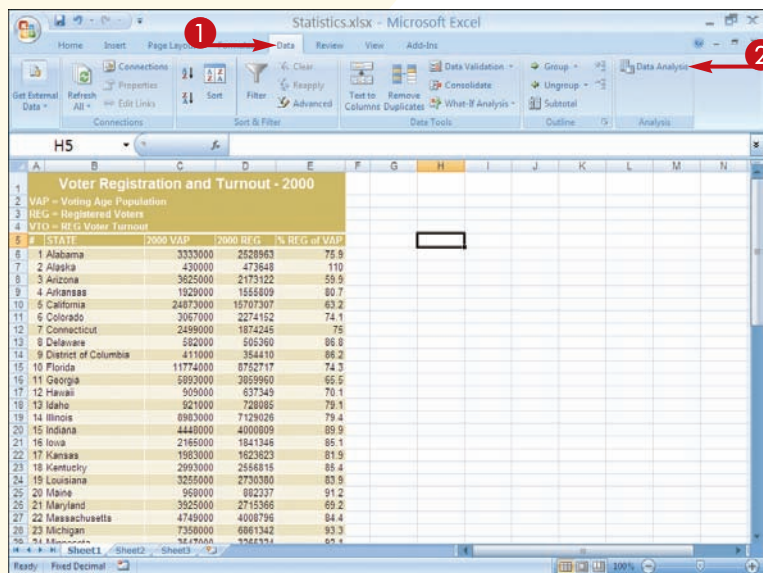 Statistics.xlsx - Microsoft Excel
1
Home Insert Page Layou Data Review View Add-Ins
2
Get External Data
Refresh All
Connections
Properties
Edit Links
Connections
Sort
Filter
Clear
Reapply
Advanced
Sort & Filter
Text to Columns
Remove Duplicates
Data Validation
Consolidate
What-If Analysis
Data Tools
Group
Ungroup
Subtotal
Outline
Data Analysis
Analysis
H5 fx
A B C D E F G H I J K L M N
1 Voter Registration and Turnout - 2000
2 VAP = Voting Age Population
3 REG = Registered Voters
4 VTO = REG Voter Turnout
5 # STATE 2000 VAP 2000 REG % REG of VAP
6 1 Alabama 3333000 2528963 75.9
7 2 Alaska 430000 473648 110
8 3 Arizona 3625000 2173122 59.9
9 4 Arkansas 1929000 1555809 80.7
10 5 California 24873000 15707307 63.2
11 6 Colorado 3067000 2274152 74.1
12 7 Connecticut 2499000 1874245 75
13 8 Delaware 582000 505360 86.8
14 9 District of Columbia 411000 354410 86.2
15 10 Florida 11774000 8752717 74.3
16 11 Georgia 5893000 3859960 65.5
17 12 Hawaii 909000 637349 70.1
18 13 Idaho 921000 728085 79.1
19 14 Illinois 8983000 7129026 79.4
20 15 Indiana 4448000 4000809 89.9
21 16 Iowa 2165000 1841346 85.1
22 17 Kansas 1983000 1623623 81.9
23 18 Kentucky 2993000 2556815 85.4
24 19 Louisiana 3255000 2730380 83.9
25 20 Maine 968000 882337 91.2
26 21 Maryland 3925000 2715366 69.2
27 22 Massachusetts 4749000 4008796 84.4
28 23 Michigan 7358000 6861342 93.3
Sheet1 Sheet2 Sheet3
Ready Fixed Decimal 100%